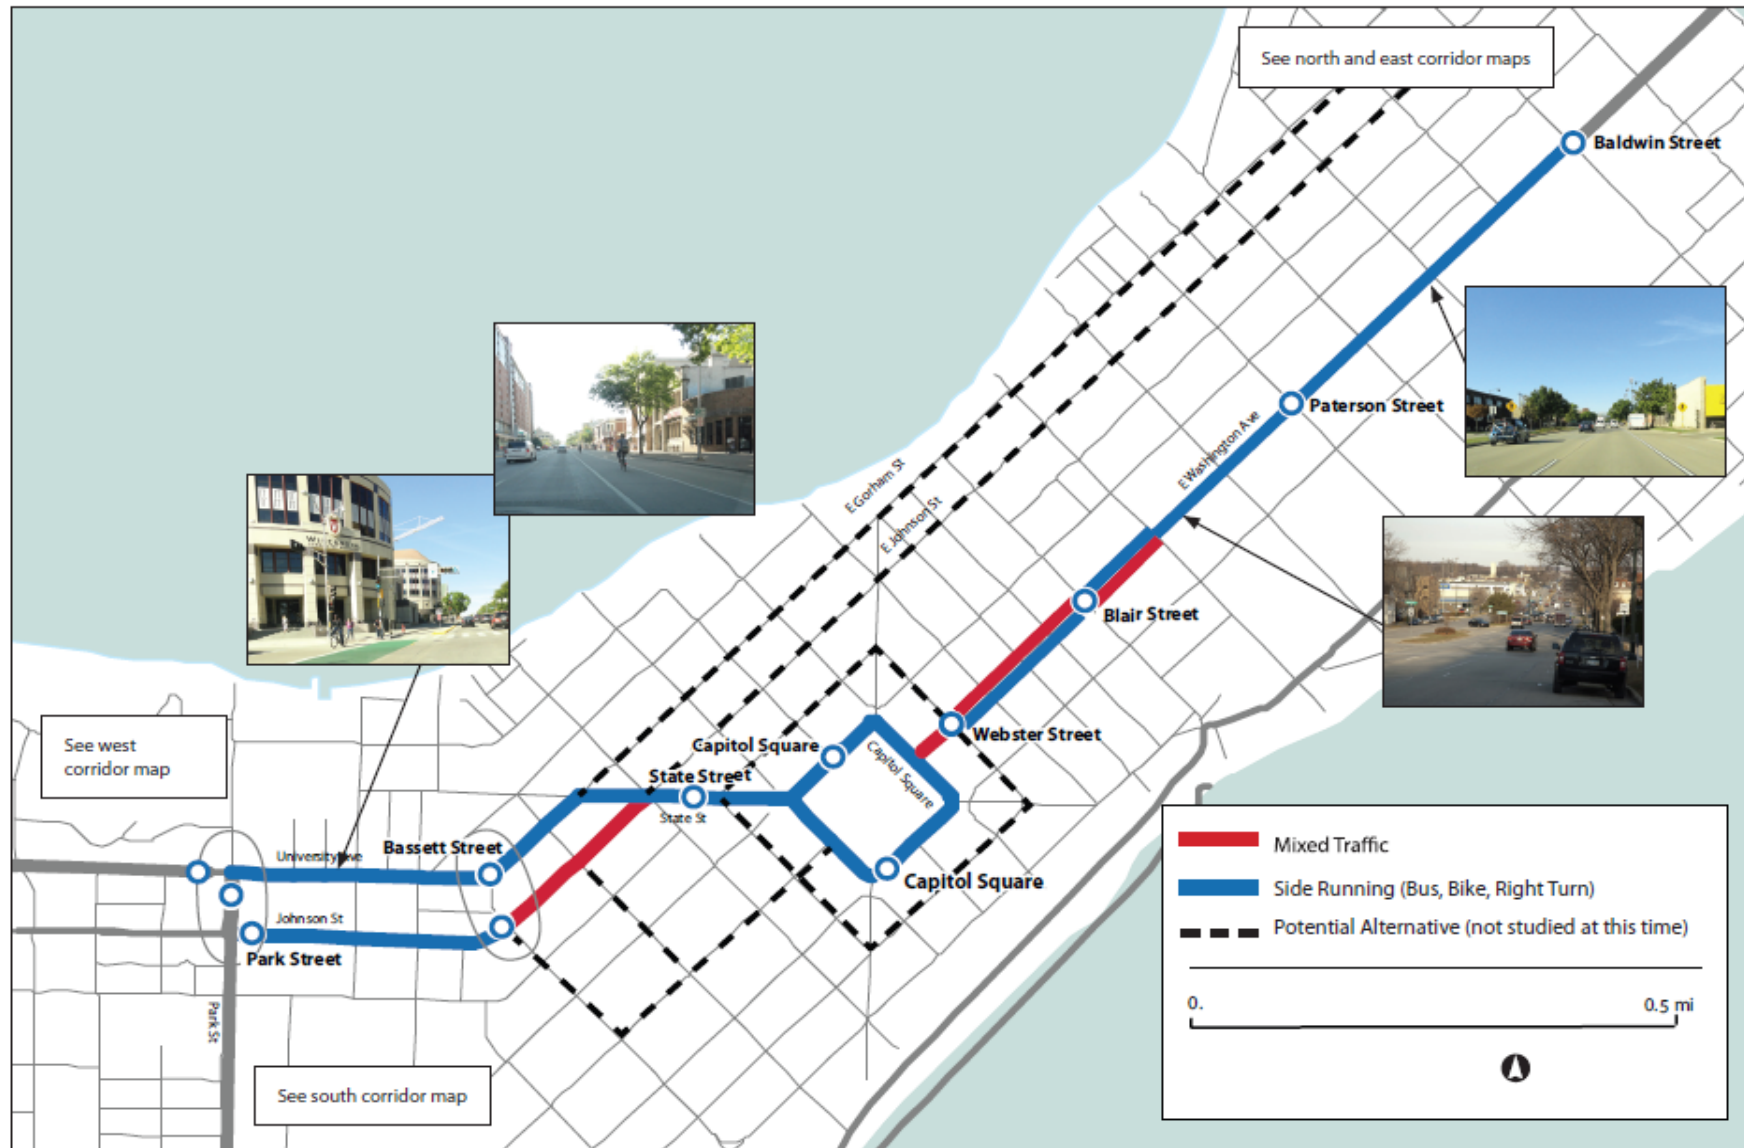 See north and east corridor maps
Baldwin Street
Paterson Street
E Washington Ave
E Gorham St
E Johnson St
Blair Street
Webster Street
Capitol Square
Capitol Square
State Street
State St
Capitol Square
See west
corridor map
Bassett Street
University Ave
Johnson St
Park Street
Park St
See south corridor map
Mixed Traffic
Side Running (Bus, Bike, Right Turn)
Potential Alternative (not studied at this time)
0.
0.5 mi